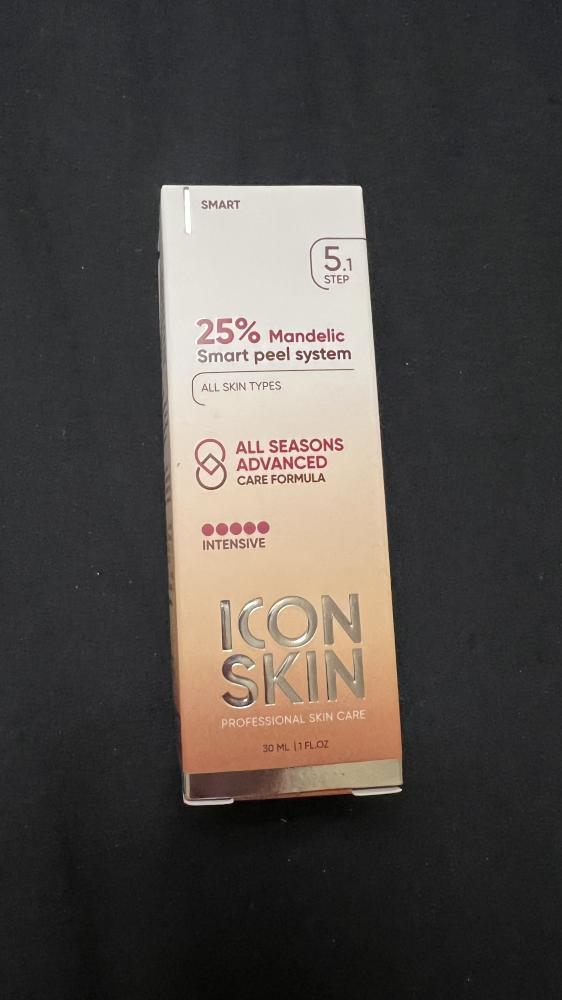 SMART
5.1
STEP
25% Mandelic
Smart peel system
ALL SKIN TYPES
ALL SEASONS
ADVANCED
CARE FORMULA
INTENSIVE
ICON
SKIN
PROFESSIONAL SKIN CARE
30 ML | 1 FL.OZ